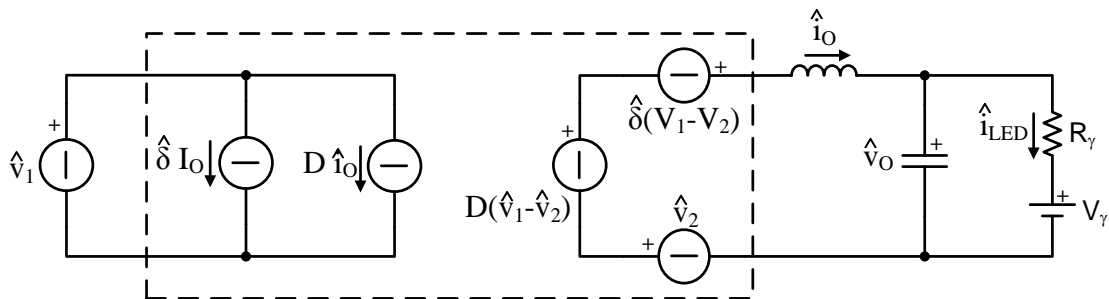 î_O
+
+
+
δ̂(V₁-V₂)
v̂₁
δ̂ I_O
D î_O
v̂_O
+
î_LED
R_γ
D(v̂₁-v̂₂)
+
v̂₂
+
V_γ